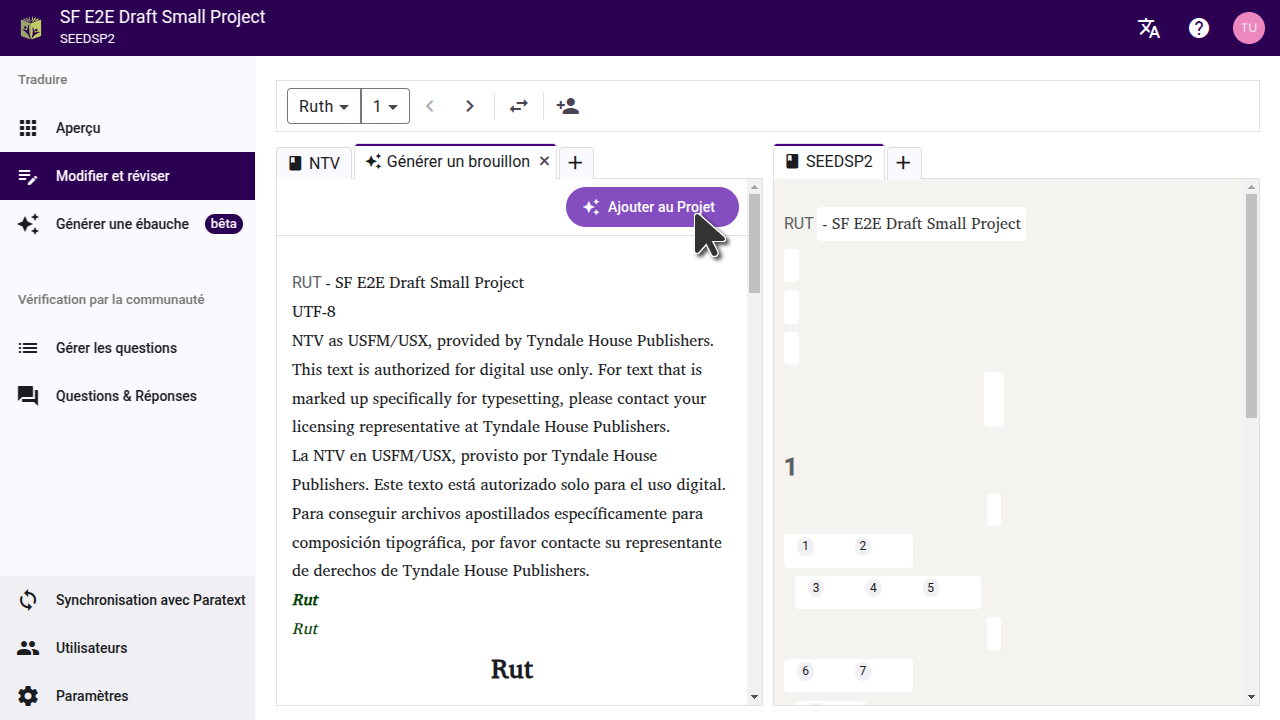 SF E2E Draft Small Project
SEEDSP2
TU
Traduire
Aperçu
Modifier et réviser
Générer une ébauche bêta
Vérification par la communauté
Gérer les questions
Questions & Réponses
Synchronisation avec Paratext
Utilisateurs
Paramètres
Ruth 1
NTV Générer un brouillon
Ajouter au Projet
RUT - SF E2E Draft Small Project
UTF-8
NTV as USFM/USX, provided by Tyndale House Publishers.
This text is authorized for digital use only. For text that is
marked up specifically for typesetting, please contact your
licensing representative at Tyndale House Publishers.
La NTV en USFM/USX, provisto por Tyndale House
Publishers. Este texto está autorizado solo para el uso digital.
Para conseguir archivos apostillados específicamente para
composición tipográfica, por favor contacte su representante
de derechos de Tyndale House Publishers.
Rut
Rut
Rut
SEEDSP2
RUT - SF E2E Draft Small Project
1
1 2
3 4 5
6 7